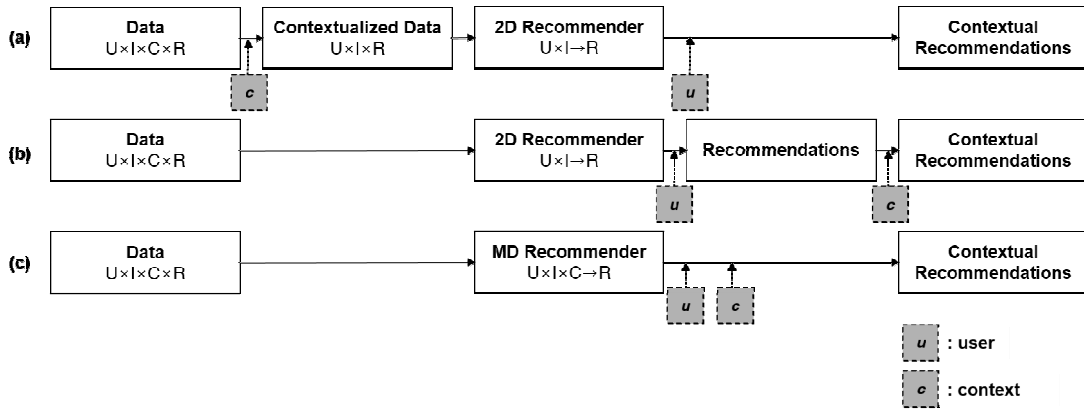 (a)
Data
U×I×C×R
Contextualized Data
U×I×R
2D Recommender
U×I→R
Contextual
Recommendations
c
u
(b)
Data
U×I×C×R
2D Recommender
U×I→R
Recommendations
Contextual
Recommendations
u
c
(c)
Data
U×I×C×R
MD Recommender
U×I×C→R
Contextual
Recommendations
u
c
u : user
c : context